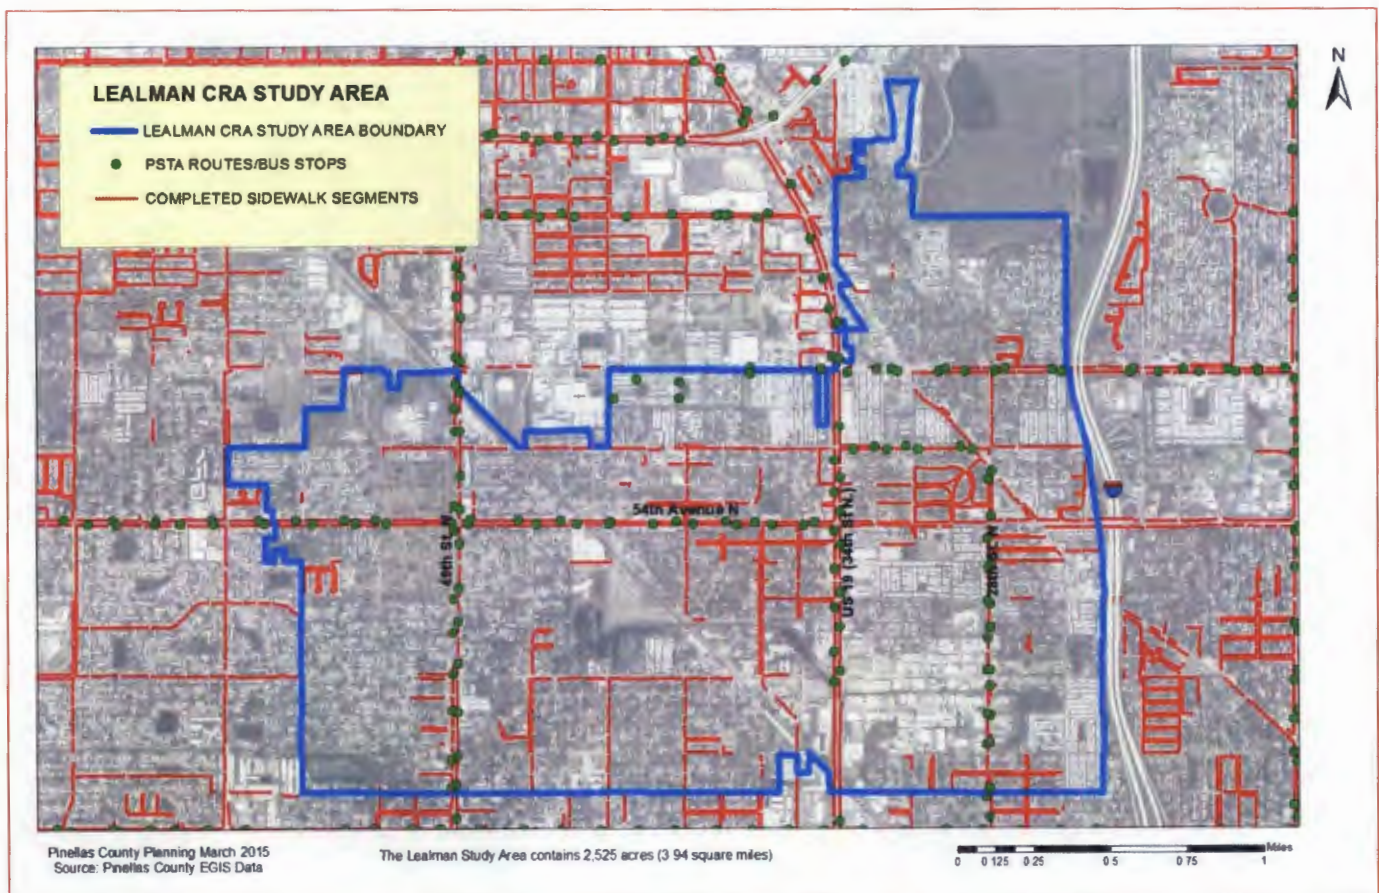 N
LEALMAN CRA STUDY AREA
LEALMAN CRA STUDY AREA BOUNDARY
PSTA ROUTES/BUS STOPS
COMPLETED SIDEWALK SEGMENTS
54th Avenue N
49th St. N
US 19 (34th St N.)
28th St. N
Pinellas County Planning March 2015
Source: Pinellas County EGIS Data
The Lealman Study Area contains 2,525 acres (3 94 square miles)
Miles
0 0 125 0 25 0 5 0 75 1